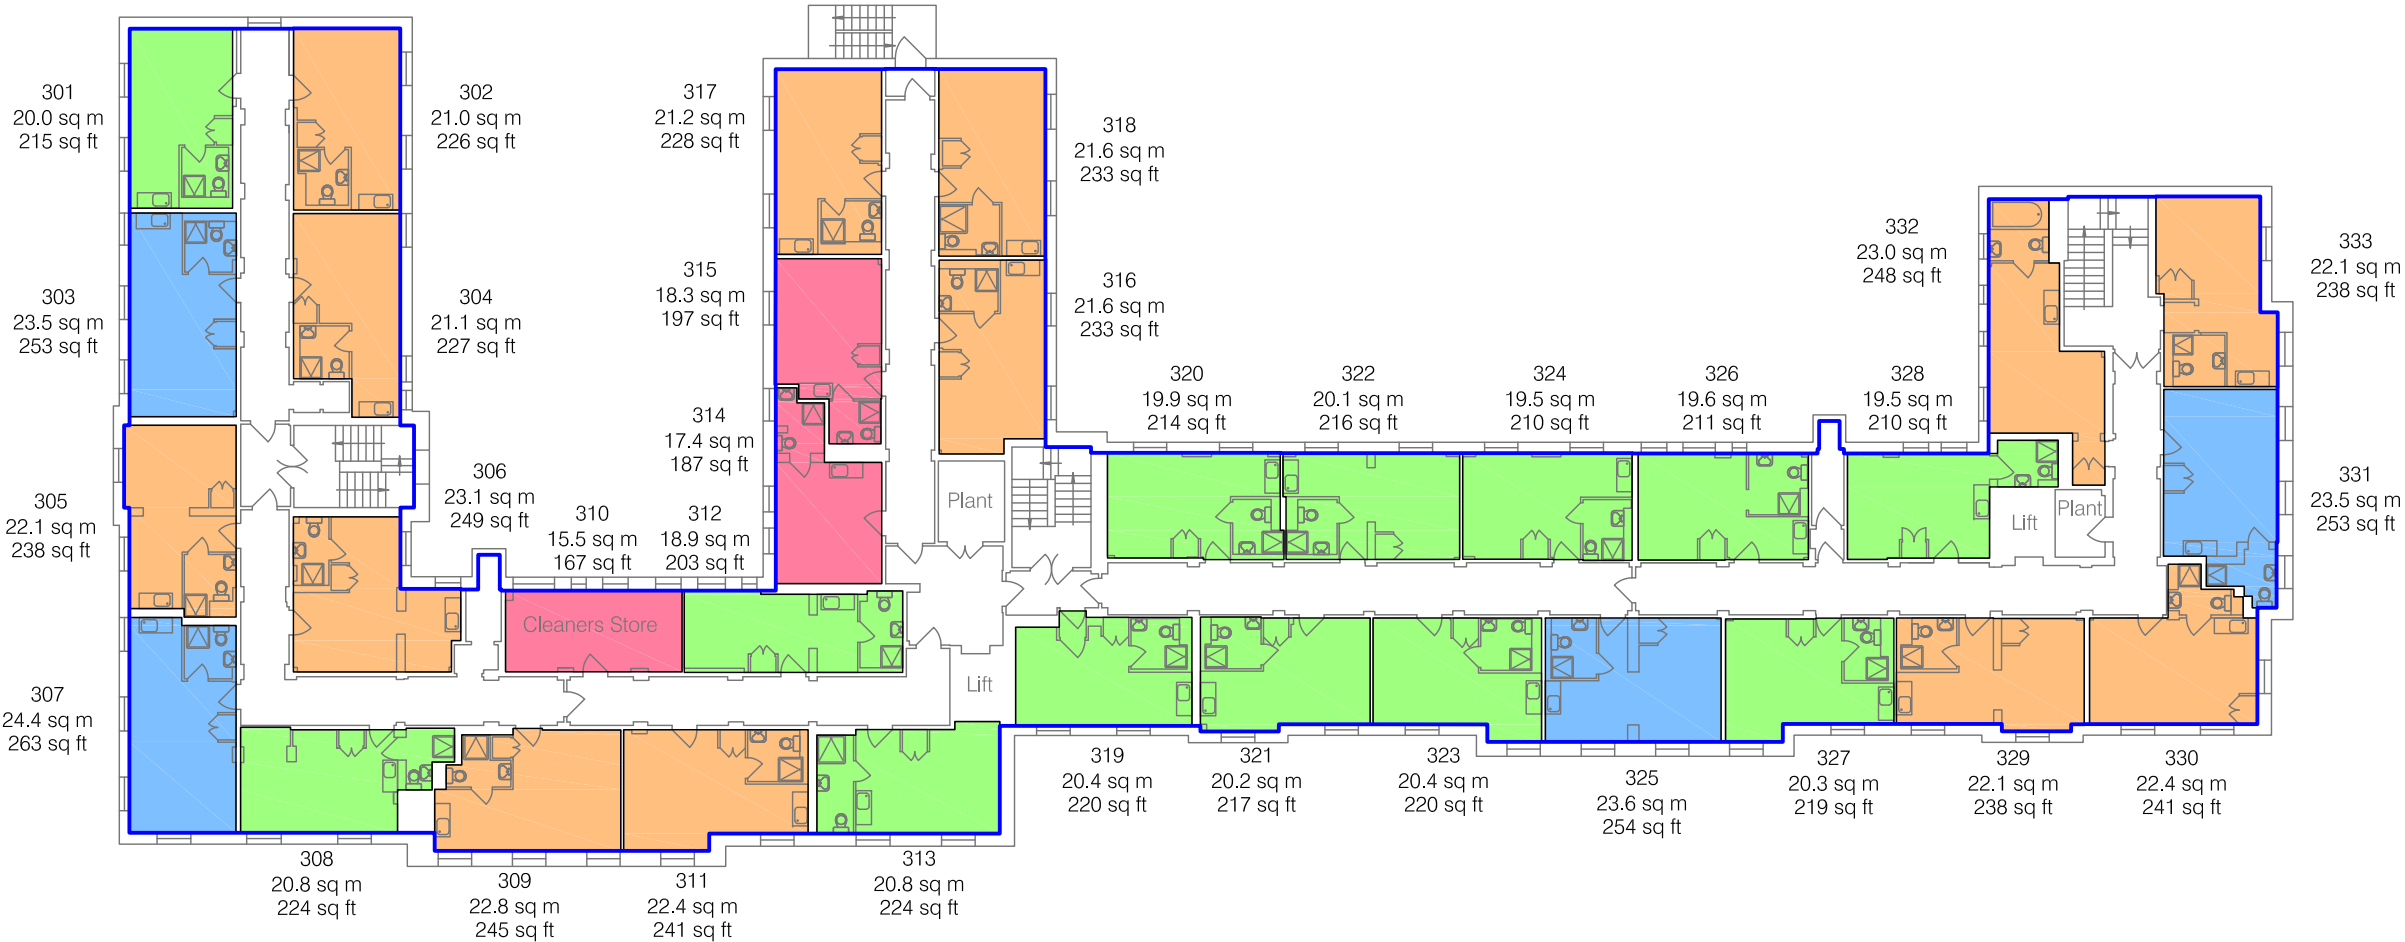 301
20.0 sq m
215 sq ft
302
21.0 sq m
226 sq ft
303
23.5 sq m
253 sq ft
304
21.1 sq m
227 sq ft
305
22.1 sq m
238 sq ft
306
23.1 sq m
249 sq ft
307
24.4 sq m
263 sq ft
308
20.8 sq m
224 sq ft
309
22.8 sq m
245 sq ft
310
15.5 sq m
167 sq ft
Cleaners Store
311
22.4 sq m
241 sq ft
312
18.9 sq m
203 sq ft
313
20.8 sq m
224 sq ft
314
17.4 sq m
187 sq ft
315
18.3 sq m
197 sq ft
317
21.2 sq m
228 sq ft
318
21.6 sq m
233 sq ft
316
21.6 sq m
233 sq ft
Plant
Lift
320
19.9 sq m
214 sq ft
322
20.1 sq m
216 sq ft
324
19.5 sq m
210 sq ft
326
19.6 sq m
211 sq ft
328
19.5 sq m
210 sq ft
332
23.0 sq m
248 sq ft
333
22.1 sq m
238 sq ft
331
23.5 sq m
253 sq ft
Lift
Plant
319
20.4 sq m
220 sq ft
321
20.2 sq m
217 sq ft
323
20.4 sq m
220 sq ft
325
23.6 sq m
254 sq ft
327
20.3 sq m
219 sq ft
329
22.1 sq m
238 sq ft
330
22.4 sq m
241 sq ft